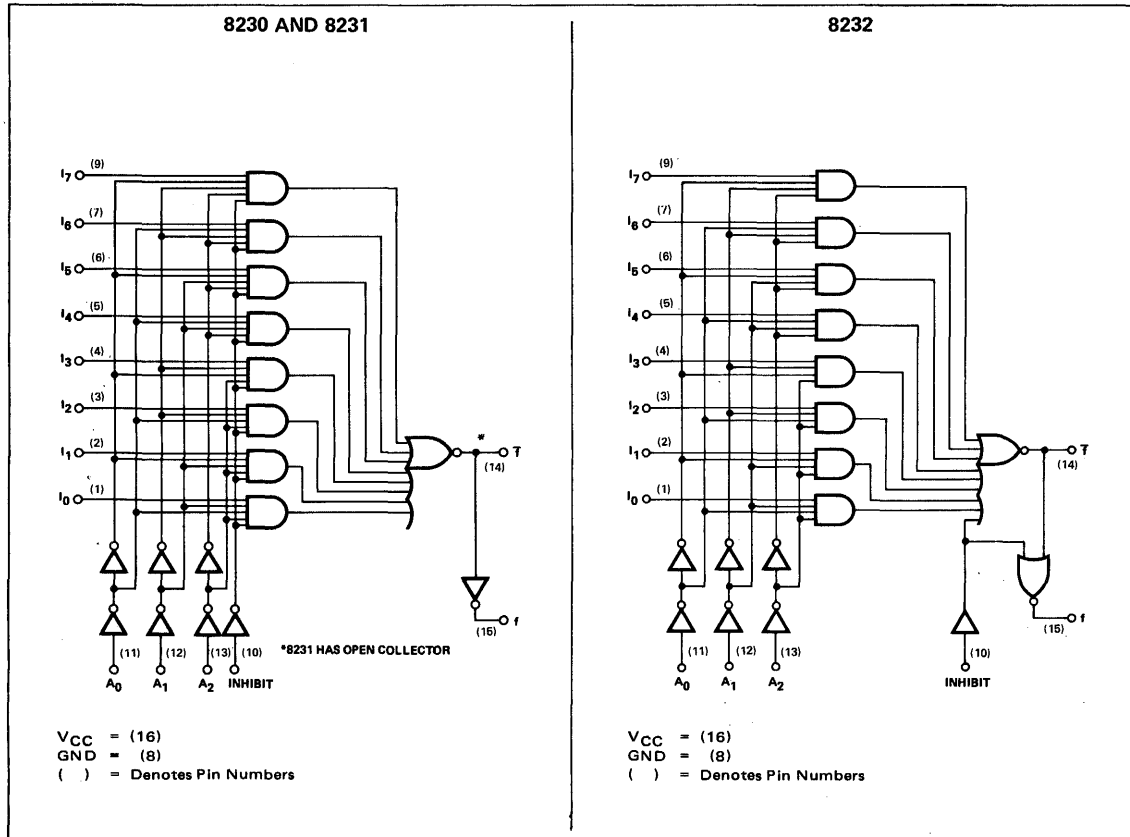 8230 AND 8231
I7 (9)
I6 (7)
I5 (6)
I4 (5)
I3 (4)
I2 (3)
I1 (2)
I0 (1)
*
f̅
(14)
(15) f
(11) (12) (13) (10)
*8231 HAS OPEN COLLECTOR
A0 A1 A2 INHIBIT
VCC = (16)
GND = (8)
( ) = Denotes Pin Numbers
8232
I7 (9)
I6 (7)
I5 (6)
I4 (5)
I3 (4)
I2 (3)
I1 (2)
I0 (1)
f̅
(14)
(15) f
(11) (12) (13) (10)
A0 A1 A2 INHIBIT
VCC = (16)
GND = (8)
( ) = Denotes Pin Numbers